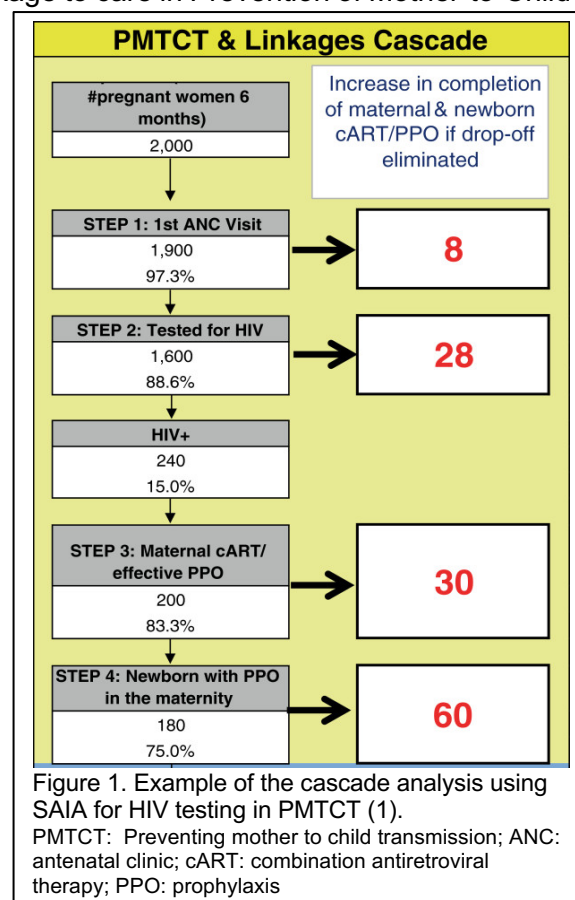 PMTCT & Linkages Cascade
#pregnant women 6
months)
2,000
Increase in completion
of maternal & newborn
cART/PPO if drop-off
eliminated
STEP 1: 1st ANC Visit
1,900
97.3%
8
STEP 2: Tested for HIV
1,600
88.6%
28
HIV+
240
15.0%
STEP 3: Maternal cART/
effective PPO
200
83.3%
30
STEP 4: Newborn with PPO
in the maternity
180
75.0%
60
Figure 1. Example of the cascade analysis using
SAIA for HIV testing in PMTCT (1).
PMTCT: Preventing mother to child transmission; ANC:
antenatal clinic; cART: combination antiretroviral
therapy; PPO: prophylaxis